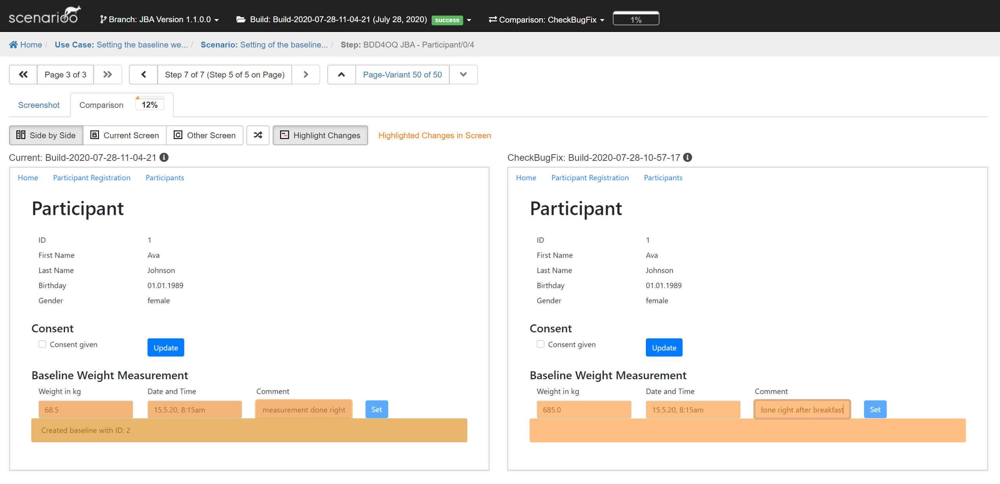 scenarioo Branch: JBA Version 1.1.0.0 Build: Build-2020-07-28-11-04-21 (July 28, 2020) success Comparison: CheckBugFix 1%
Home / Use Case: Setting the baseline we... / Scenario: Setting of the baseline... / Step: BDD4OQ JBA - Participant/0/4
Page 3 of 3 Step 7 of 7 (Step 5 of 5 on Page) Page-Variant 50 of 50
Screenshot Comparison 12%
Side by Side B Current Screen C Other Screen Highlight Changes Highlighted Changes in Screen
Current: Build-2020-07-28-11-04-21
Home Participant Registration Participants
Participant
ID 1
First Name Ava
Last Name Johnson
Birthday 01.01.1989
Gender female
Consent
Consent given Update
Baseline Weight Measurement
Weight in kg Date and Time Comment
68.5 15.5.20, 8:15am measurement done right Set
Created baseline with ID: 2
CheckBugFix: Build-2020-07-28-10-57-17
Home Participant Registration Participants
Participant
ID 1
First Name Ava
Last Name Johnson
Birthday 01.01.1989
Gender female
Consent
Consent given Update
Baseline Weight Measurement
Weight in kg Date and Time Comment
685.0 15.5.20, 8:15am done right after breakfast Set